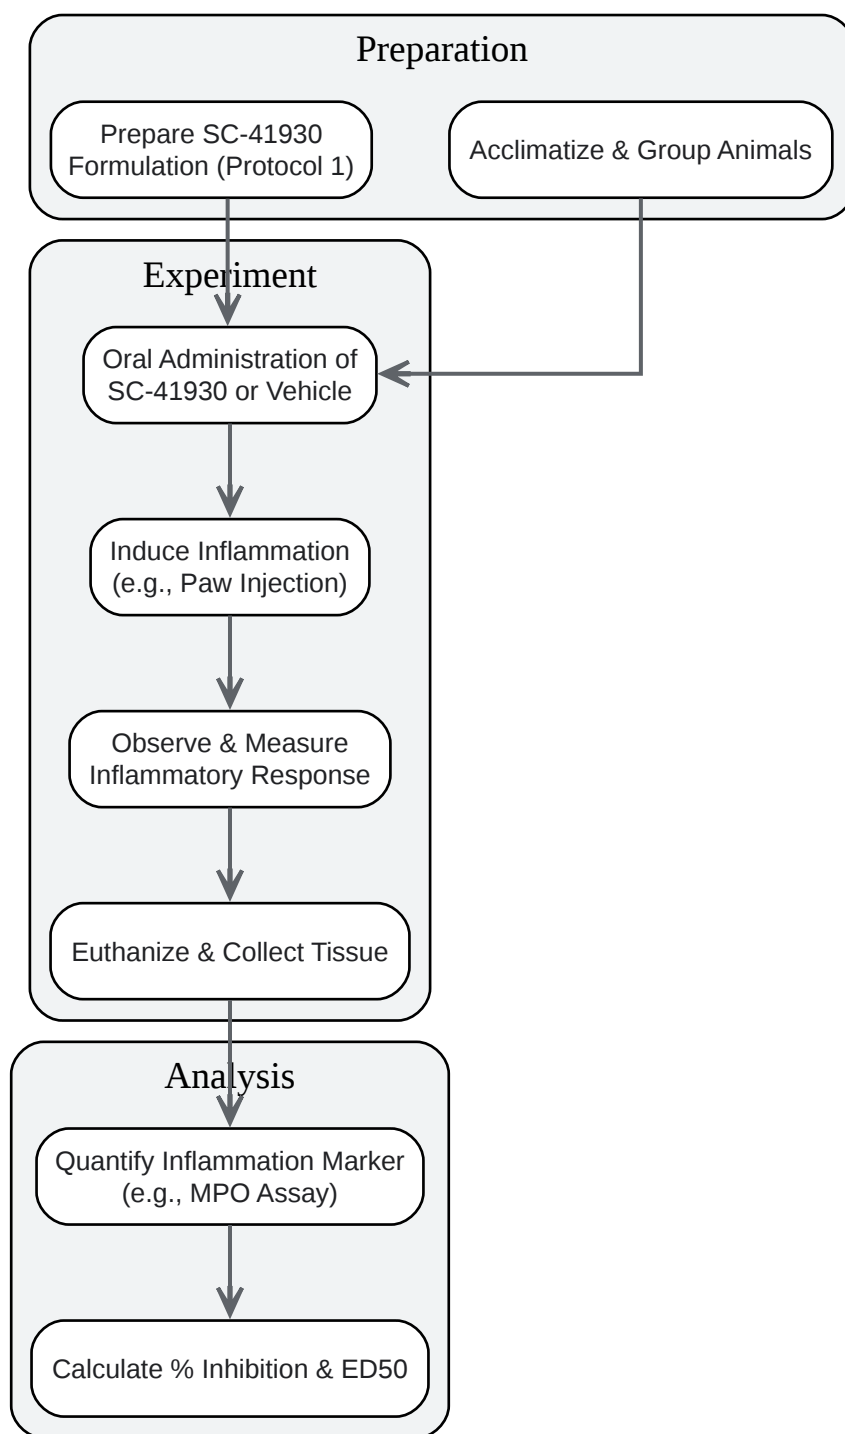 Preparation
Prepare SC-41930
Formulation (Protocol 1)
Acclimatize & Group Animals
Experiment
Oral Administration of
SC-41930 or Vehicle
Induce Inflammation
(e.g., Paw Injection)
Observe & Measure
Inflammatory Response
Euthanize & Collect Tissue
Analysis
Quantify Inflammation Marker
(e.g., MPO Assay)
Calculate % Inhibition & ED50